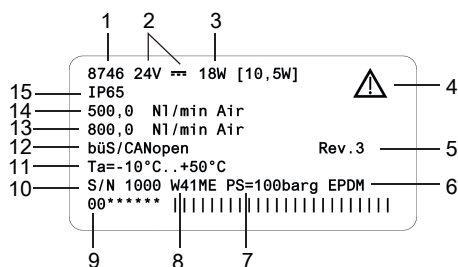 1 2 3
8746 24V ⎓ 18W [10,5W]
4
15 IP65
14 500,0 Nl/min Air
13 800,0 Nl/min Air
12 büS/CANopen Rev.3 5
11 Ta=-10°C..+50°C
10 S/N 1000 W41ME PS=100barg EPDM 6
00******
9 8 7